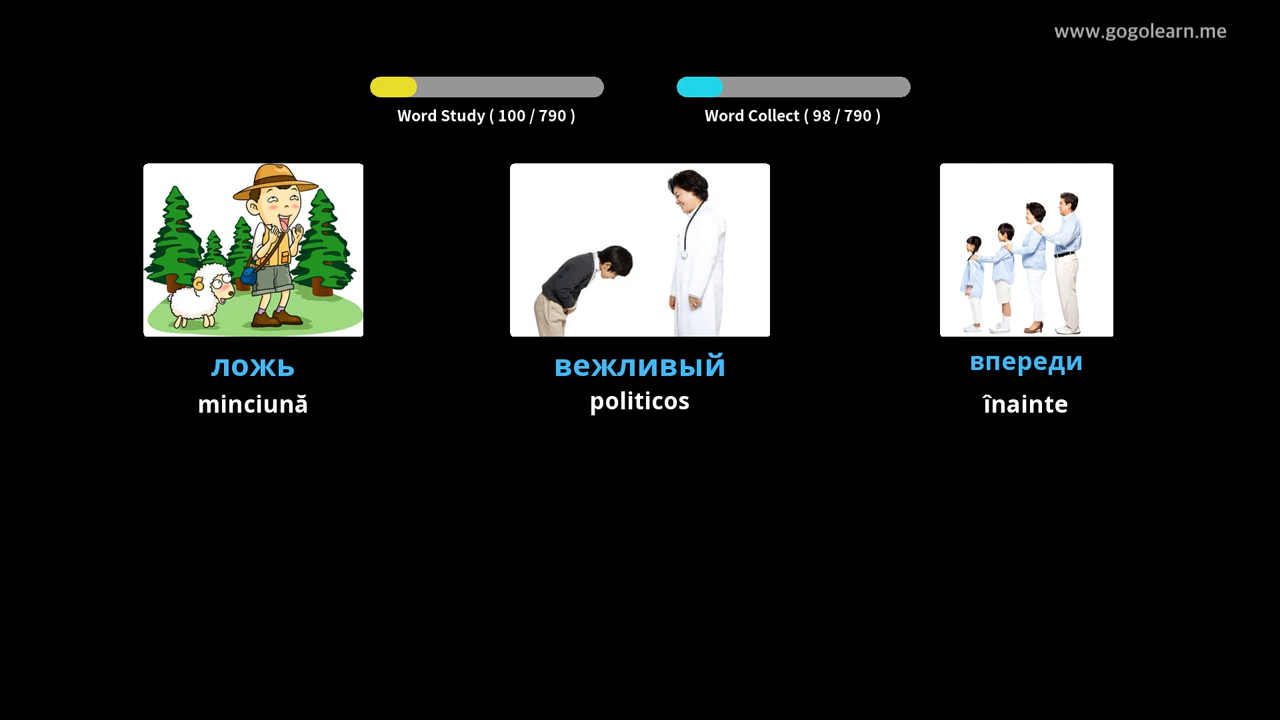 www.gogolearn.me
Word Study ( 100 / 790 )
Word Collect ( 98 / 790 )
ложь
minciună
вежливый
politicos
впереди
înainte